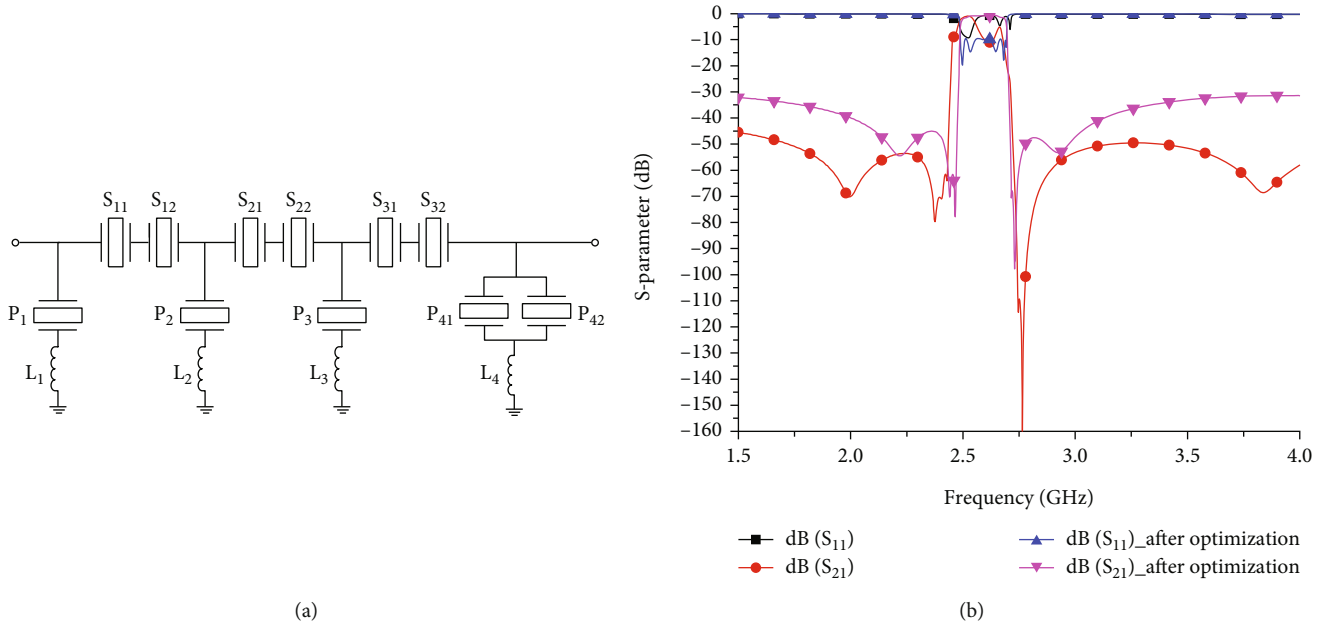 S11 S12 S21 S22 S31 S32
P1 P2 P3 P41 P42
L1 L2 L3 L4
(a)
S-parameter (dB)
0
–10
–20
–30
–40
–50
–60
–70
–80
–90
–100
–110
–120
–130
–140
–150
–160
1.5 2.0 2.5 3.0 3.5 4.0
Frequency (GHz)
dB (S11) dB (S11)_after optimization
dB (S21) dB (S21)_after optimization
(b)